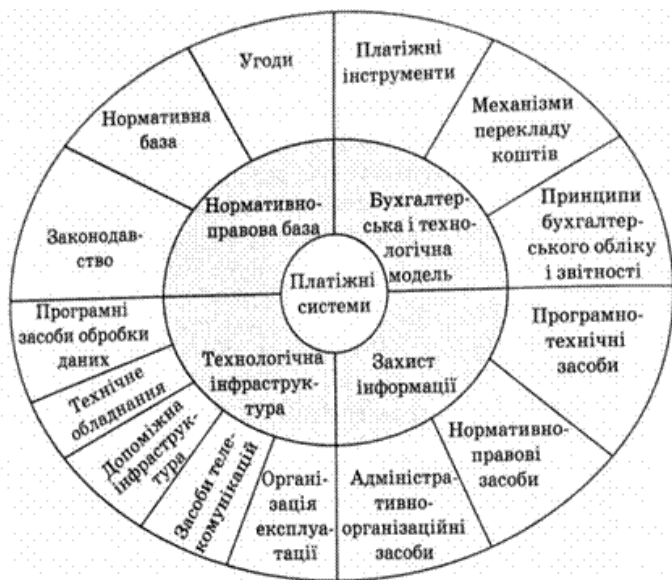 Угоди
Платіжні
інструменти
Механізми
перекладу
коштів
Нормативна
база
Принципи
бухгалтер-
ського обліку
і звітності
Законодав-
ство
Нормативно-
правова база
Бухгалтер-
ська і техно-
логічна
модель
Платіжні
системи
Технологічна
інфраструк-
тура
Захист
інформації
Програмні
засоби обробки
даних
Технічне
обладнання
Допоміжна
інфраструк-
тура
Засоби теле-
комунікацій
Органі-
зація
експлуа-
тації
Адміністра-
тивно-
організаційні
засоби
Нормативно-
правові
засоби
Програмно-
технічні
засоби